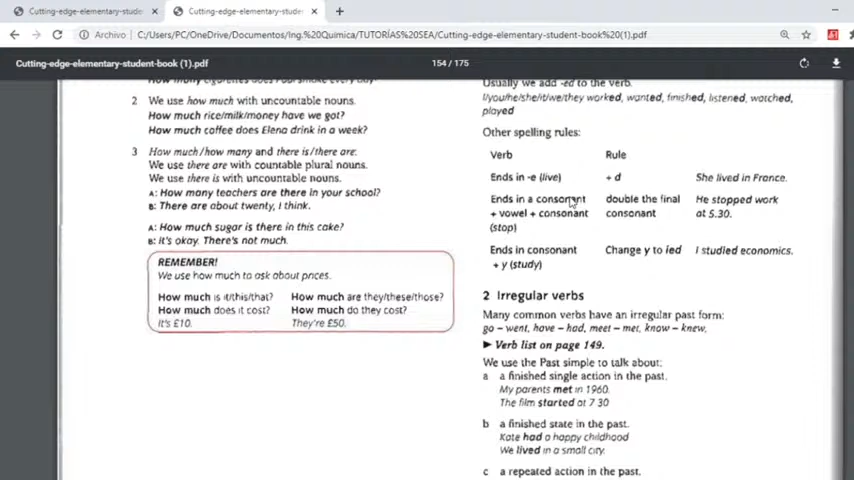 Cutting-edge-elementary-stude
Cutting-edge-elementary-stude
Archivo | C:/Users/PC/OneDrive/Documentos/Ing.%20Quimica/TUTORÍAS%20SEA/Cutting-edge-elementary-student-book%20(1).pdf
Cutting-edge-elementary-student-book (1).pdf
154 / 175
How many cigarettes does Paul smoke every day?
2 We use how much with uncountable nouns.
How much rice/milk/money have we got?
How much coffee does Elena drink in a week?
3 How much/how many and there is/there are.
We use there are with countable plural nouns.
We use there is with uncountable nouns.
A: How many teachers are there in your school?
B: There are about twenty, I think.
A: How much sugar is there in this cake?
B: It's okay. There's not much.
REMEMBER!
We use how much to ask about prices.
How much is it/this/that? How much are they/these/those?
How much does it cost? How much do they cost?
It's £10. They're £50.
Usually we add -ed to the verb.
I/you/he/she/it/we/they worked, wanted, finished, listened, watched,
played
Other spelling rules:
Verb Rule
Ends in -e (live) + d She lived in France.
Ends in a consonant double the final He stopped work
+ vowel + consonant consonant at 5.30.
(stop)
Ends in consonant Change y to ied I studied economics.
+ y (study)
2 Irregular verbs
Many common verbs have an irregular past form:
go – went, have – had, meet – met, know – knew,
► Verb list on page 149.
We use the Past simple to talk about:
a a finished single action in the past.
My parents met in 1960.
The film started at 7 30
b a finished state in the past.
Kate had a happy childhood
We lived in a small city.
c a repeated action in the past.